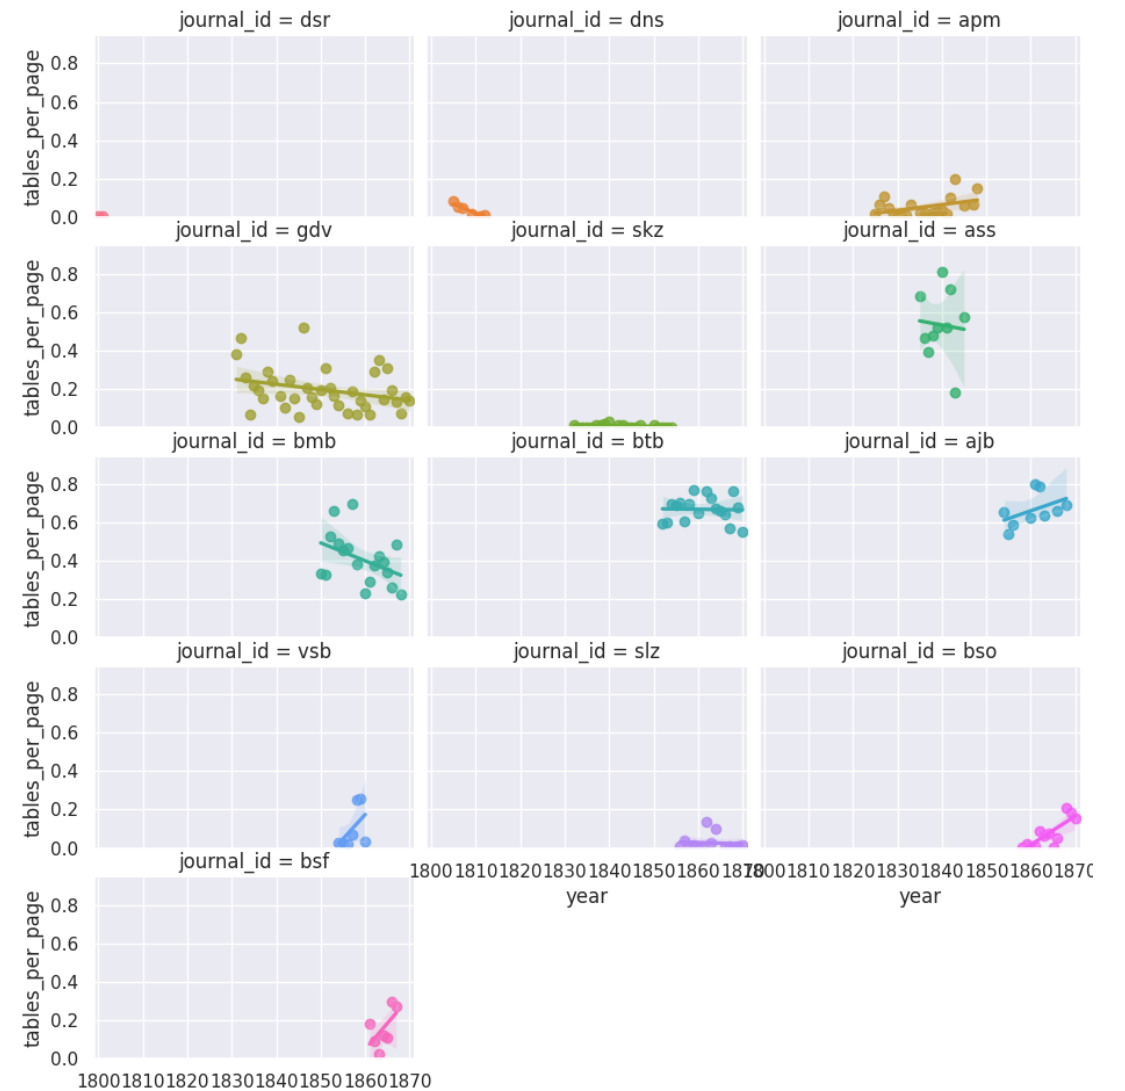 journal_id = dsr journal_id = dns journal_id = apm
tables_per_page
0.8
0.6
0.4
0.2
0.0
journal_id = gdv journal_id = skz journal_id = ass
tables_per_page
0.8
0.6
0.4
0.2
0.0
journal_id = bmb journal_id = btb journal_id = ajb
tables_per_page
0.8
0.6
0.4
0.2
0.0
journal_id = vsb journal_id = slz journal_id = bso
tables_per_page
0.8
0.6
0.4
0.2
0.0
journal_id = bsf
1800 1810 1820 1830 1840 1850 1860 1870 1800 1810 1820 1830 1840 1850 1860 1870
year year
tables_per_page
0.8
0.6
0.4
0.2
0.0
1800 1810 1820 1830 1840 1850 1860 1870